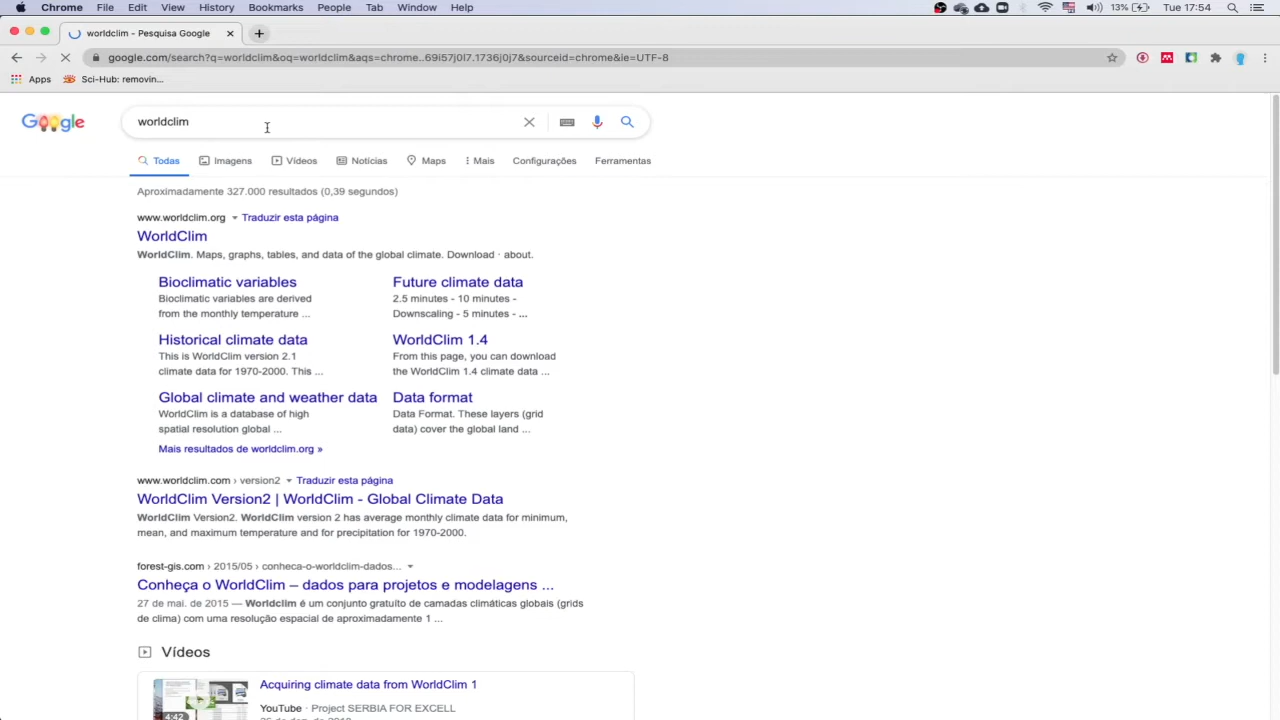 Chrome File Edit View History Bookmarks People Tab Window Help 13% Tue 17:54
worldclim - Pesquisa Google
google.com/search?q=worldclim&oq=worldclim&aqs=chrome..69i57j0l7.1736j0j7&sourceid=chrome&ie=UTF-8
Apps Sci-Hub: removin...
Google worldclim
Todas Imagens Vídeos Notícias Maps Mais Configurações Ferramentas
Aproximadamente 327.000 resultados (0,39 segundos)
www.worldclim.org Traduzir esta página
WorldClim
WorldClim. Maps, graphs, tables, and data of the global climate. Download · about.
Bioclimatic variables
Bioclimatic variables are derived
from the monthly temperature ...
Future climate data
2.5 minutes - 10 minutes -
Downscaling - 5 minutes - ...
Historical climate data
This is WorldClim version 2.1
climate data for 1970-2000. This ...
WorldClim 1.4
From this page, you can download
the WorldClim 1.4 climate data ...
Global climate and weather data
WorldClim is a database of high
spatial resolution global ...
Data format
Data Format. These layers (grid
data) cover the global land ...
Mais resultados de worldclim.org »
www.worldclim.com › version2 Traduzir esta página
WorldClim Version2 | WorldClim - Global Climate Data
WorldClim Version2. WorldClim version 2 has average monthly climate data for minimum,
mean, and maximum temperature and for precipitation for 1970-2000.
forest-gis.com › 2015/05 › conheca-o-worldclim-dados...
Conheça o WorldClim – dados para projetos e modelagens ...
27 de mai. de 2015 — Worldclim é um conjunto gratuíto de camadas climáticas globais (grids
de clima) com uma resolução espacial de aproximadamente 1 ...
Vídeos
Acquiring climate data from WorldClim 1
YouTube · Project SERBIA FOR EXCELL
4:32